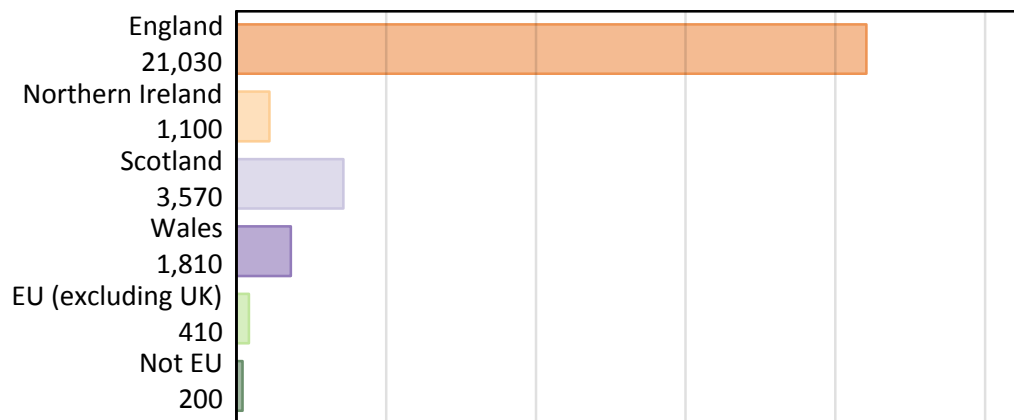 England
21,030
Northern Ireland
1,100
Scotland
3,570
Wales
1,810
EU (excluding UK)
410
Not EU
200